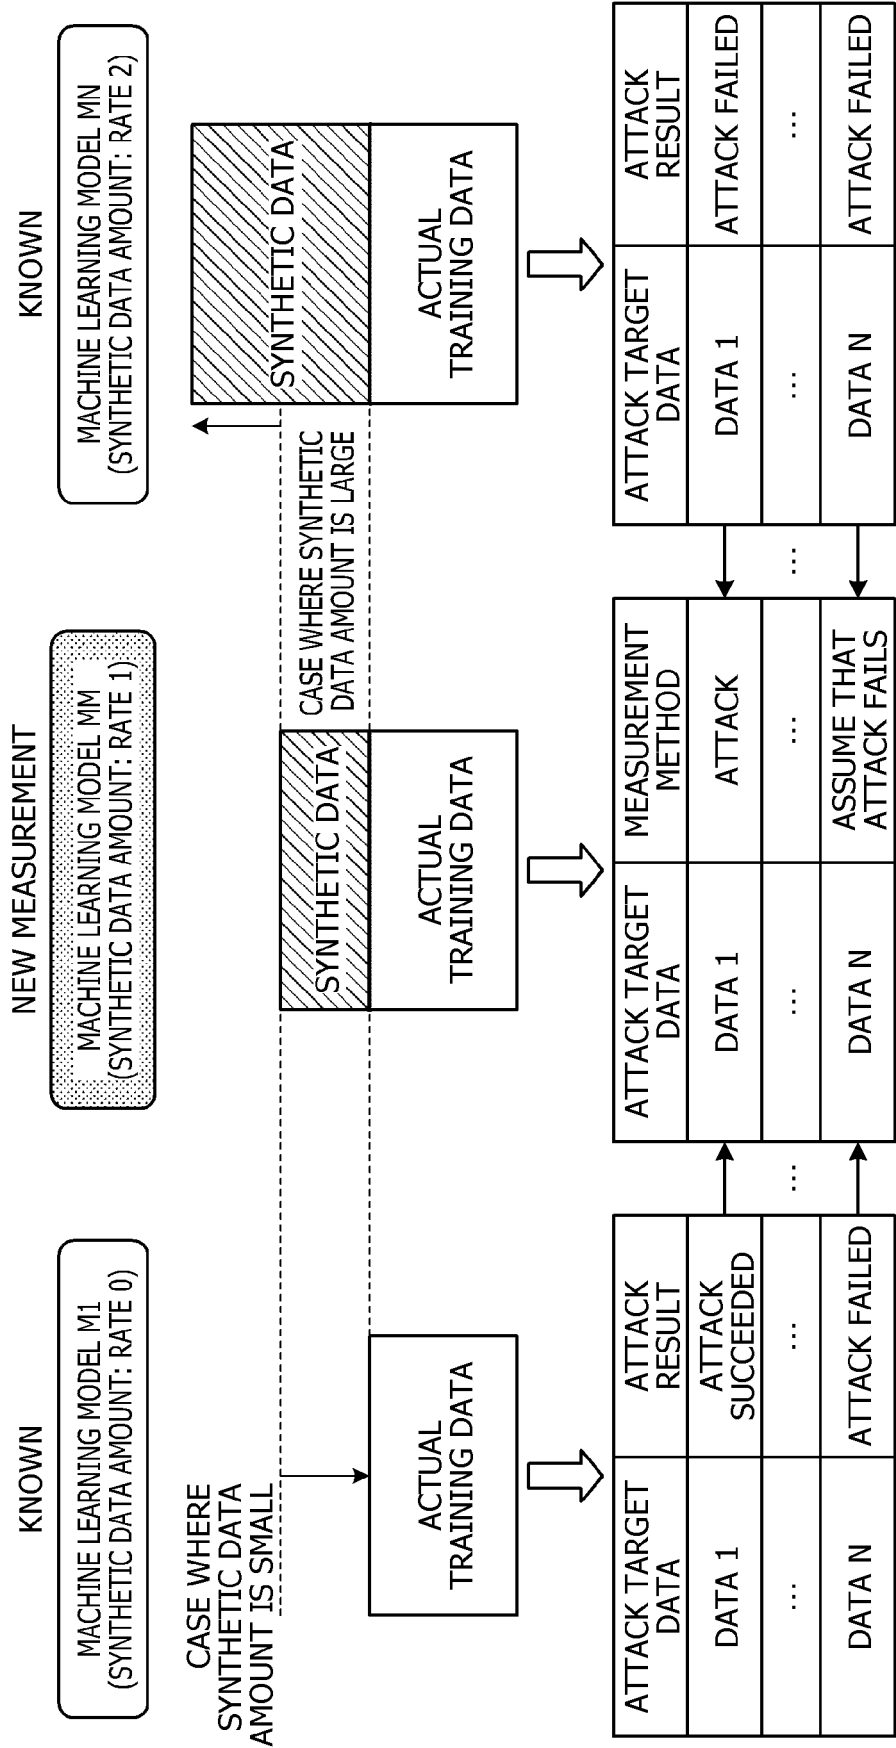 KNOWN
MACHINE LEARNING MODEL M1
(SYNTHETIC DATA AMOUNT: RATE 0)
CASE WHERE
SYNTHETIC DATA
AMOUNT IS SMALL
ACTUAL
TRAINING DATA
ATTACK TARGET
DATA
ATTACK
RESULT
DATA 1
ATTACK
SUCCEEDED
...
...
DATA N
ATTACK FAILED
...
NEW MEASUREMENT
MACHINE LEARNING MODEL MM
(SYNTHETIC DATA AMOUNT: RATE 1)
SYNTHETIC DATA
ACTUAL
TRAINING DATA
ATTACK TARGET
DATA
MEASUREMENT
METHOD
DATA 1
ATTACK
...
...
DATA N
ASSUME THAT
ATTACK FAILS
...
CASE WHERE SYNTHETIC
DATA AMOUNT IS LARGE
KNOWN
MACHINE LEARNING MODEL MN
(SYNTHETIC DATA AMOUNT: RATE 2)
SYNTHETIC DATA
ACTUAL
TRAINING DATA
ATTACK TARGET
DATA
ATTACK
RESULT
DATA 1
ATTACK FAILED
...
...
DATA N
ATTACK FAILED